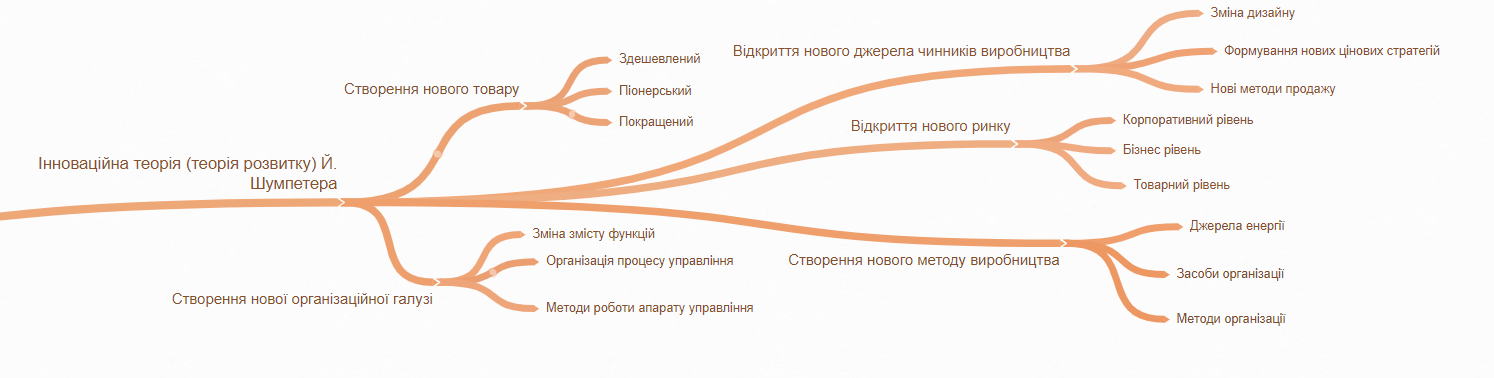 Інноваційна теорія (теорія розвитку) Й.
Шумпетера
Створення нового товару
Здешевлений
Піонерський
Покращений
Відкриття нового джерела чинників виробництва
Зміна дизайну
Формування нових цінових стратегій
Нові методи продажу
Відкриття нового ринку
Корпоративний рівень
Бізнес рівень
Товарний рівень
Створення нового методу виробництва
Джерела енергії
Засоби організації
Методи організації
Створення нової організаційної галузі
Зміна змісту функцій
Організація процесу управління
Методи роботи апарату управління